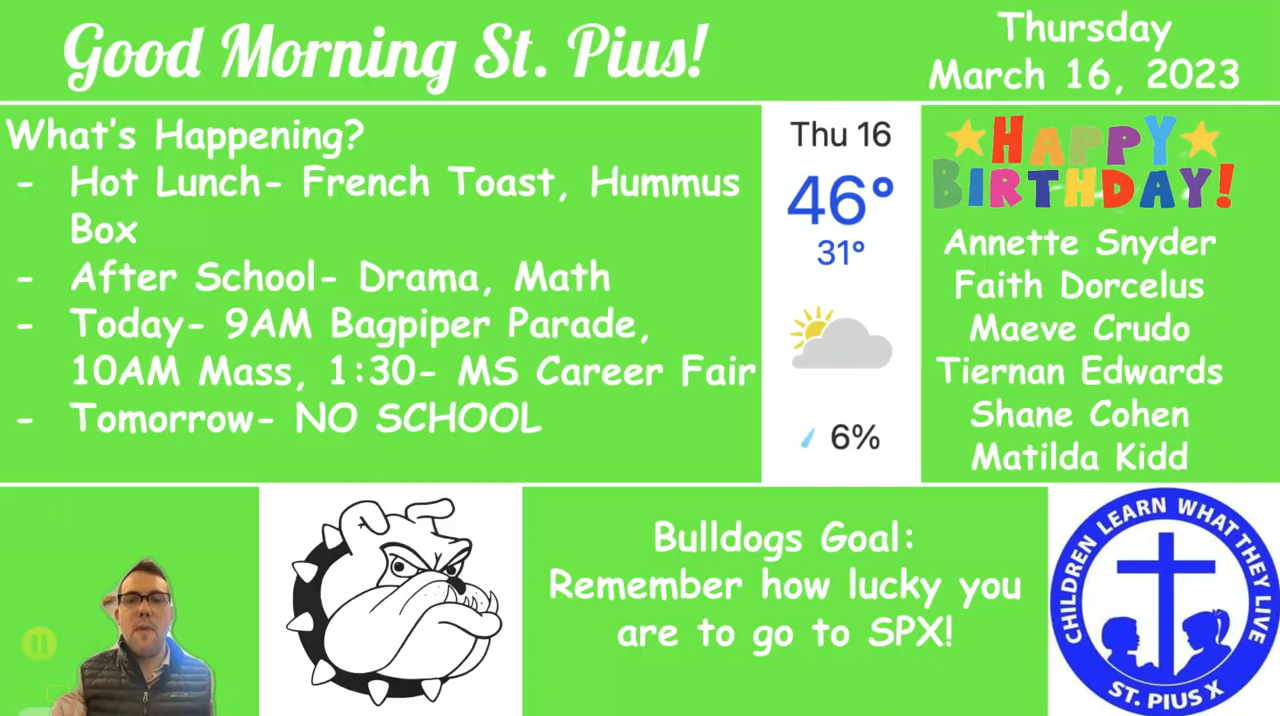 Good Morning St. Pius!
Thursday
March 16, 2023
What's Happening?
- Hot Lunch- French Toast, Hummus
Box
- After School- Drama, Math
- Today- 9AM Bagpiper Parade,
10AM Mass, 1:30- MS Career Fair
- Tomorrow- NO SCHOOL
Thu 16
46°
31°
6%
HAPPY
BIRTHDAY!
Annette Snyder
Faith Dorcelus
Maeve Crudo
Tiernan Edwards
Shane Cohen
Matilda Kidd
Bulldogs Goal:
Remember how lucky you
are to go to SPX!
CHILDREN LEARN WHAT THEY LIVE
ST. PIUS X